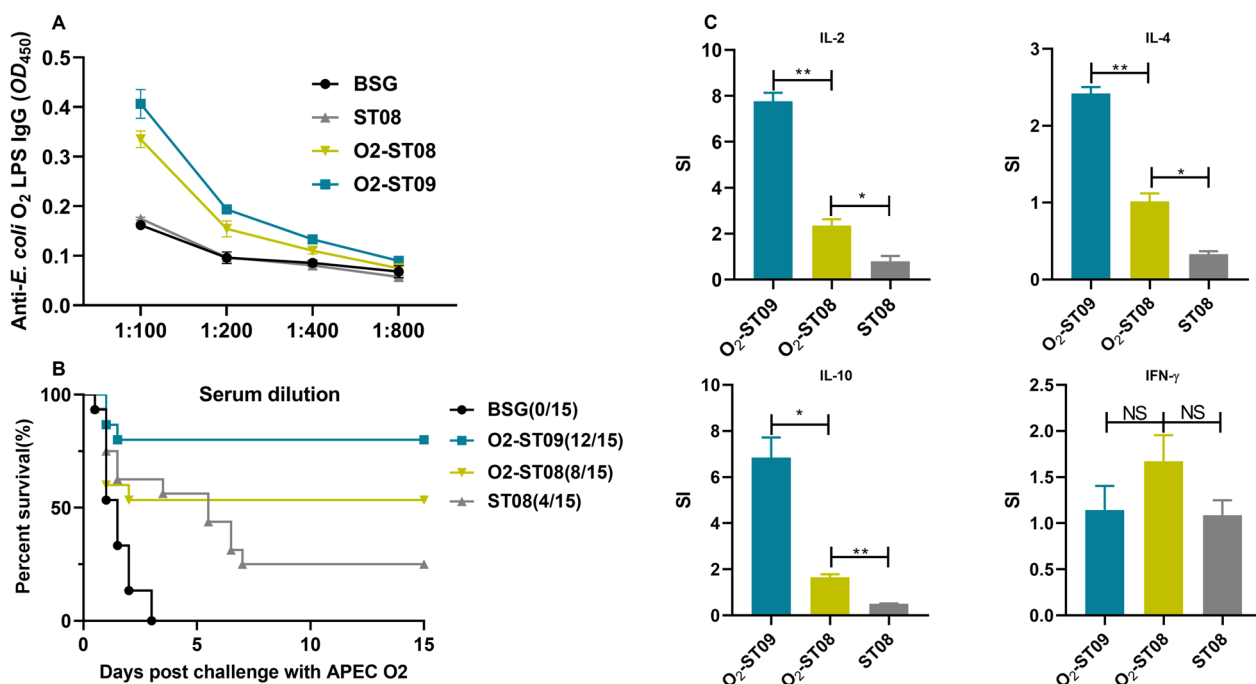 A
Anti-E. coli O2 LPS IgG (OD450)
0.5
0.4
0.3
0.2
0.1
0.0
BSG
ST08
O2-ST08
O2-ST09
1:100 1:200 1:400 1:800
Serum dilution
B
Percent survival(%)
100
50
0
0 5 10 15
Days post challenge with APEC O2
BSG(0/15)
O2-ST09(12/15)
O2-ST08(8/15)
ST08(4/15)
C
IL-2
SI
8
6
4
2
0
**
*
O2-ST09 O2-ST08 ST08
IL-4
SI
3
2
1
0
**
*
O2-ST09 O2-ST08 ST08
IL-10
SI
8
6
4
2
0
*
**
O2-ST09 O2-ST08 ST08
IFN-γ
SI
2.5
2.0
1.5
1.0
0.5
0.0
NS NS
O2-ST09 O2-ST08 ST08